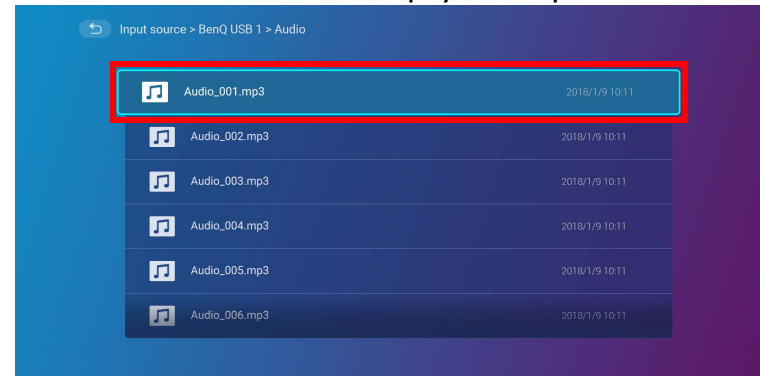 Input source > BenQ USB 1 > Audio
Audio_001.mp3 2018/1/9 10:11
Audio_002.mp3 2018/1/9 10:11
Audio_003.mp3 2018/1/9 10:11
Audio_004.mp3 2018/1/9 10:11
Audio_005.mp3 2018/1/9 10:11
Audio_006.mp3 2018/1/9 10:11